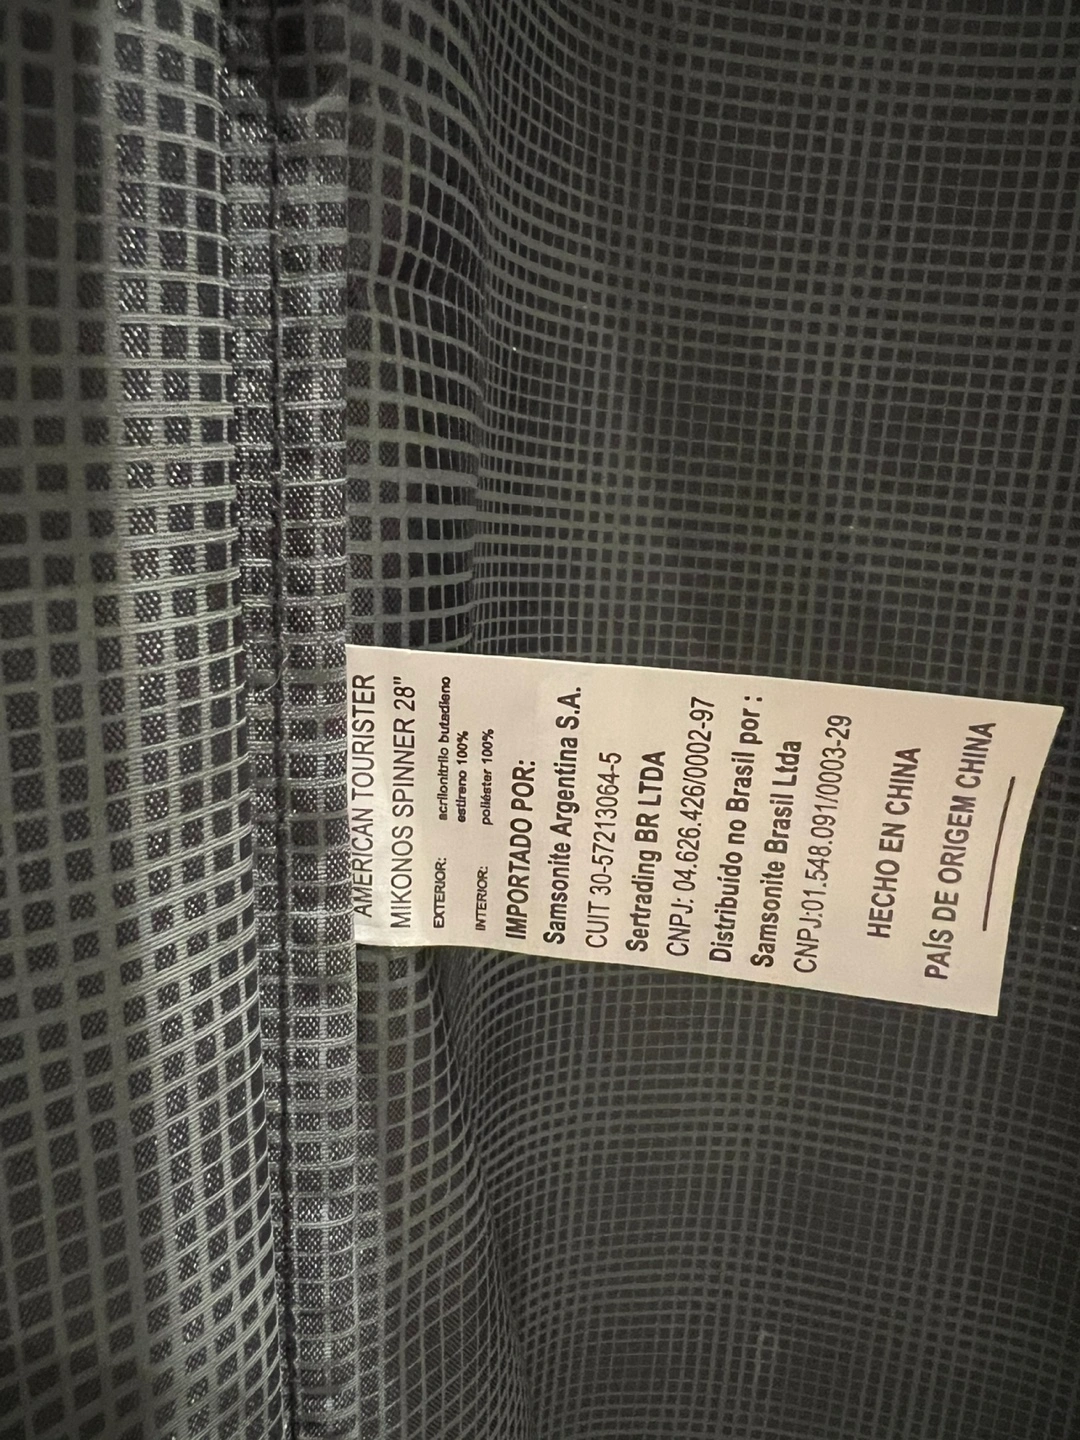 AMERICAN TOURISTER
MIKONOS SPINNER 28"
EXTERIOR: acrilonitrilo butadieno
estireno 100%
INTERIOR: poliéster 100%
IMPORTADO POR:
Samsonite Argentina S.A.
CUIT 30-57213064-5
Sertrading BR LTDA
CNPJ: 04.626.426/0002-97
Distribuido no Brasil por :
Samsonite Brasil Ltda
CNPJ:01.548.091/0003-29
HECHO EN CHINA
PAÍS DE ORIGEM CHINA